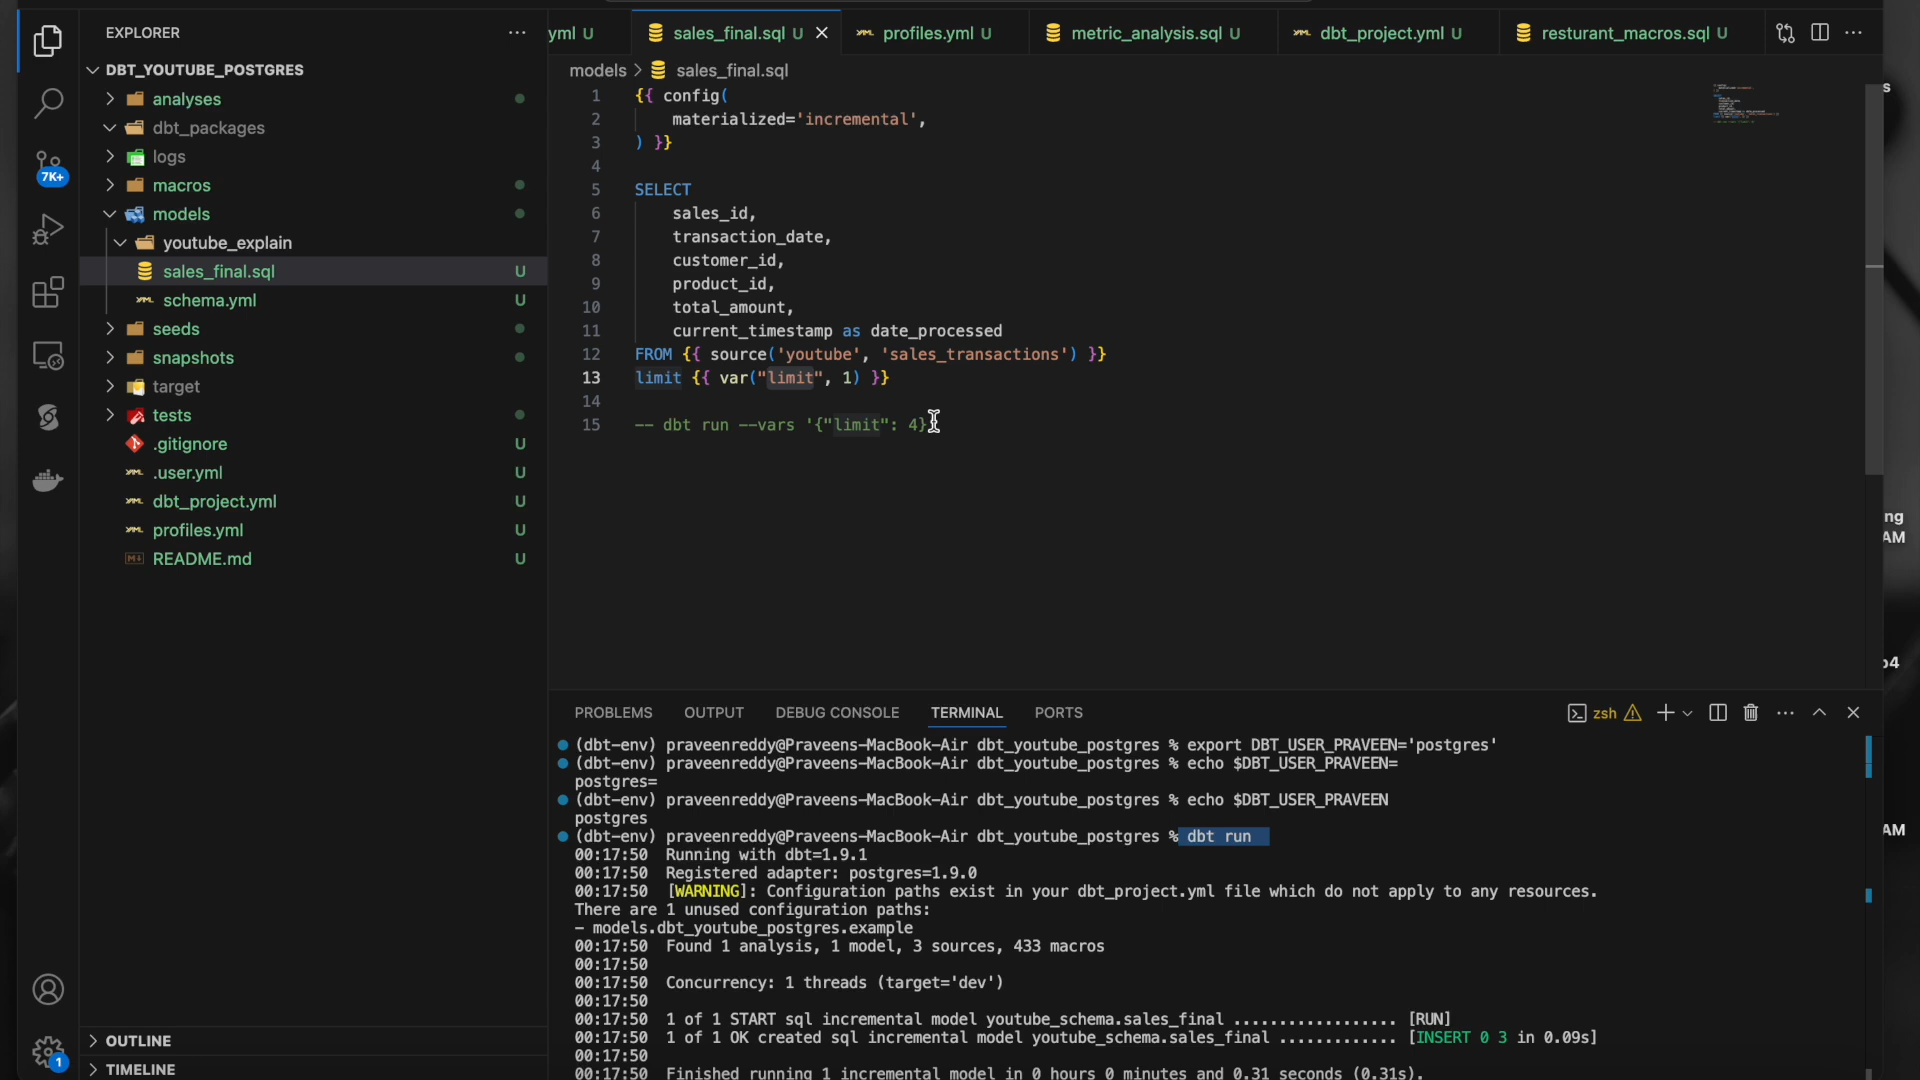 EXPLORER
DBT_YOUTUBE_POSTGRES
analyses
dbt_packages
logs
macros
models
youtube_explain
sales_final.sql U
schema.yml U
seeds
snapshots
target
tests
.gitignore U
.user.yml U
dbt_project.yml U
profiles.yml U
README.md U
OUTLINE
TIMELINE
7K+
1
yml U
sales_final.sql U
profiles.yml U
metric_analysis.sql U
dbt_project.yml U
resturant_macros.sql U
models > sales_final.sql
1 {{ config(
2 materialized='incremental',
3 ) }}
4
5 SELECT
6 sales_id,
7 transaction_date,
8 customer_id,
9 product_id,
10 total_amount,
11 current_timestamp as date_processed
12 FROM {{ source('youtube', 'sales_transactions') }}
13 limit {{ var("limit", 1) }}
14
15 -- dbt run --vars '{"limit": 4}
PROBLEMS OUTPUT DEBUG CONSOLE TERMINAL PORTS
zsh
(dbt-env) praveenreddy@Praveens-MacBook-Air dbt_youtube_postgres % export DBT_USER_PRAVEEN='postgres'
(dbt-env) praveenreddy@Praveens-MacBook-Air dbt_youtube_postgres % echo $DBT_USER_PRAVEEN=
postgres=
(dbt-env) praveenreddy@Praveens-MacBook-Air dbt_youtube_postgres % echo $DBT_USER_PRAVEEN
postgres
(dbt-env) praveenreddy@Praveens-MacBook-Air dbt_youtube_postgres % dbt run
00:17:50 Running with dbt=1.9.1
00:17:50 Registered adapter: postgres=1.9.0
00:17:50 [WARNING]: Configuration paths exist in your dbt_project.yml file which do not apply to any resources.
There are 1 unused configuration paths:
- models.dbt_youtube_postgres.example
00:17:50 Found 1 analysis, 1 model, 3 sources, 433 macros
00:17:50
00:17:50 Concurrency: 1 threads (target='dev')
00:17:50
00:17:50 1 of 1 START sql incremental model youtube_schema.sales_final .................. [RUN]
00:17:50 1 of 1 OK created sql incremental model youtube_schema.sales_final ............. [INSERT 0 3 in 0.09s]
00:17:50
00:17:50 Finished running 1 incremental model in 0 hours 0 minutes and 0.31 seconds (0.31s).
s
ng
AM
4
AM